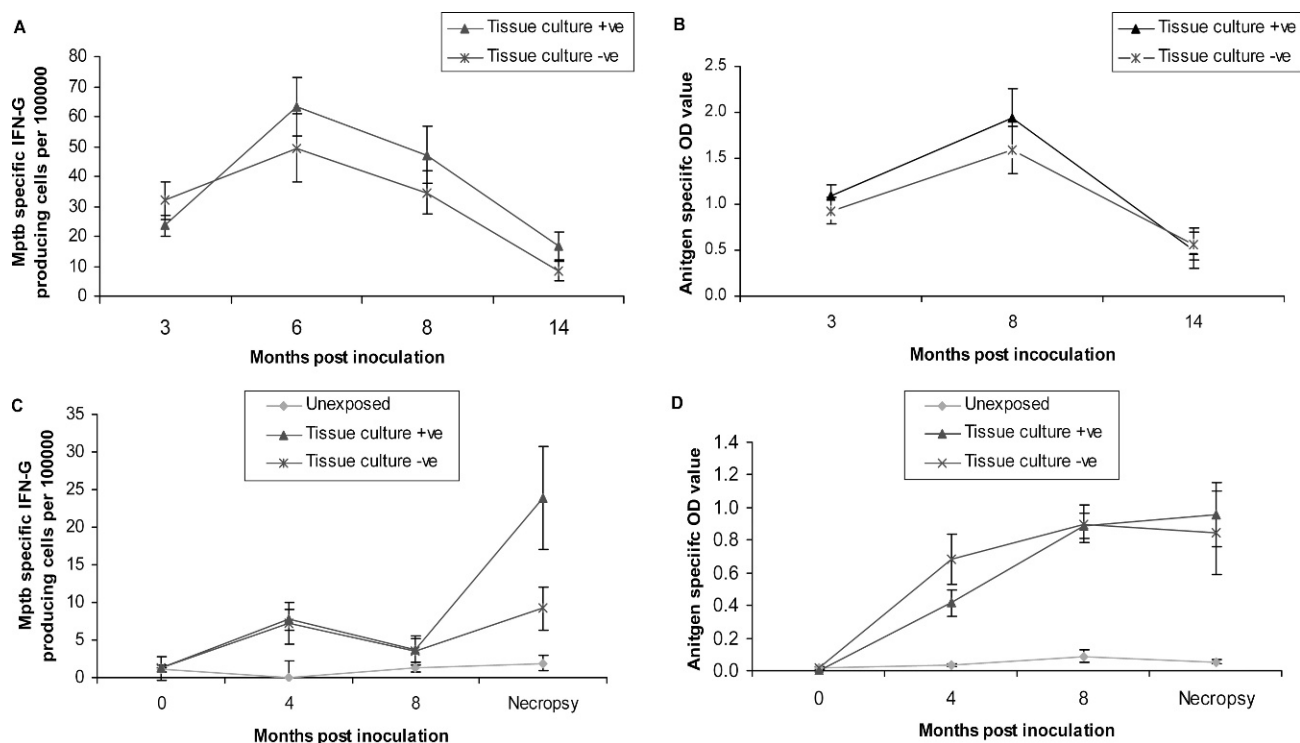 A
Tissue culture +ve
Tissue culture -ve
80
70
60
50
40
30
20
10
0
Mptb specific IFN-G
producing cells per 100000
3 6 8 14
Months post inoculation
B
Tissue culture +ve
Tissue culture -ve
2.5
2.0
1.5
1.0
0.5
0.0
Anitgen speciifc OD value
3 8 14
Months post incoculation
C
Unexposed
Tissue culture +ve
Tissue culture -ve
35
30
25
20
15
10
5
0
Mptb specific IFN-G
producing cells per 100000
0 4 8 Necropsy
Months post inoculation
D
Unexposed
Tissue culture +ve
Tissue culture -ve
1.4
1.2
1.0
0.8
0.6
0.4
0.2
0.0
Anitgen speciifc OD value
0 4 8 Necropsy
Months post inoculation